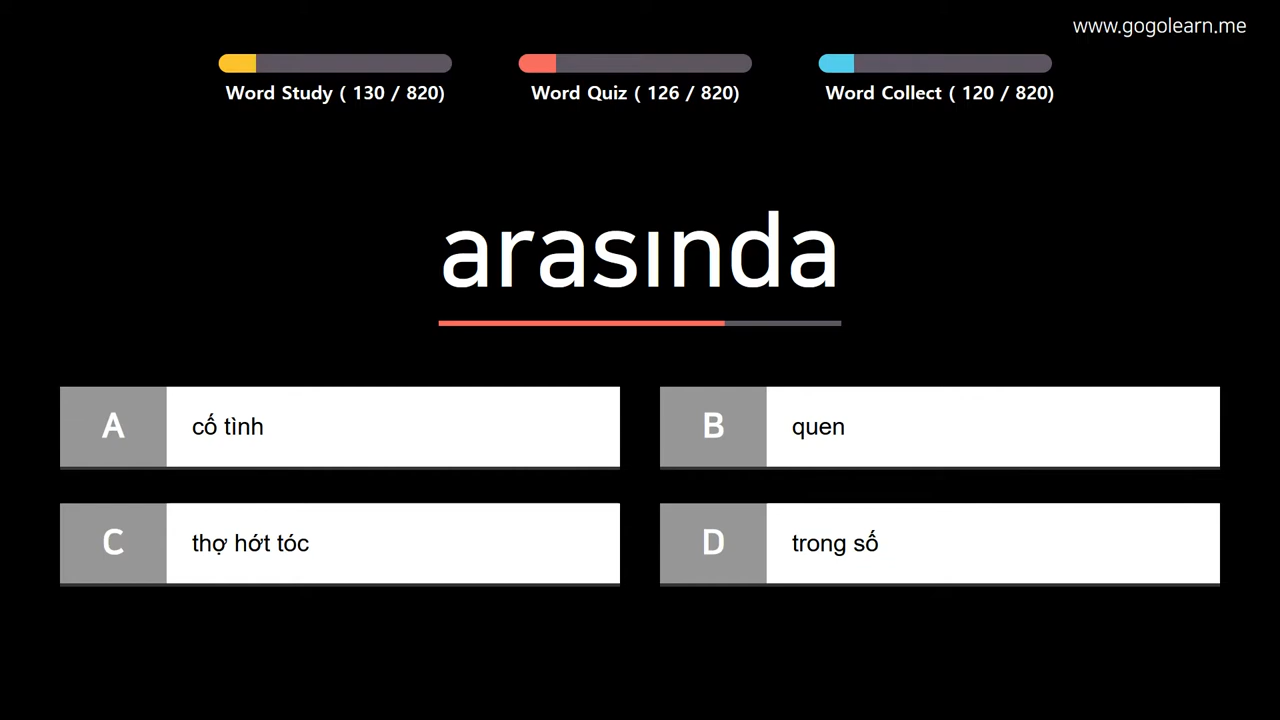 www.gogolearn.me
Word Study ( 130 / 820)
Word Quiz ( 126 / 820)
Word Collect ( 120 / 820)
arasında
A cố tình
B quen
C thợ hớt tóc
D trong số